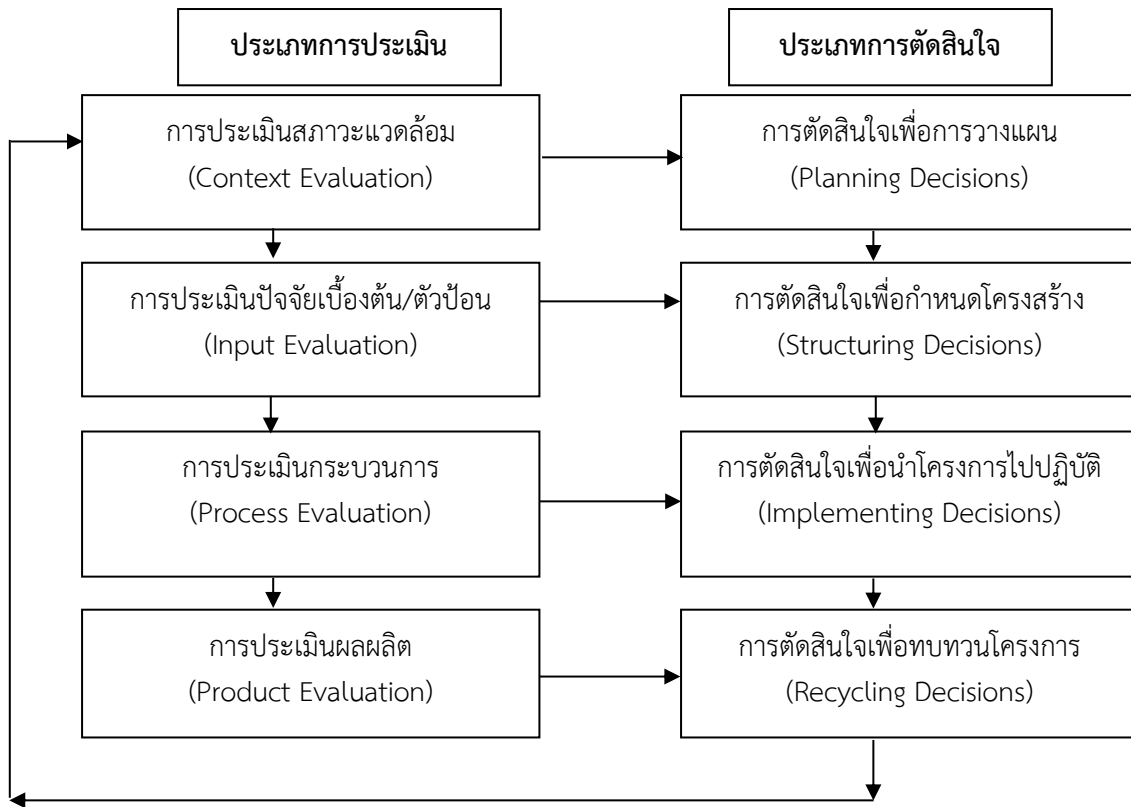 ประเภทการประเมิน
ประเภทการตัดสินใจ
การประเมินสภาวะแวดล้อม
(Context Evaluation)
การตัดสินใจเพื่อการวางแผน
(Planning Decisions)
การประเมินปัจจัยเบื้องต้น/ตัวป้อน
(Input Evaluation)
การตัดสินใจเพื่อกำหนดโครงสร้าง
(Structuring Decisions)
การประเมินกระบวนการ
(Process Evaluation)
การตัดสินใจเพื่อนำโครงการไปปฏิบัติ
(Implementing Decisions)
การประเมินผลผลิต
(Product Evaluation)
การตัดสินใจเพื่อทบทวนโครงการ
(Recycling Decisions)